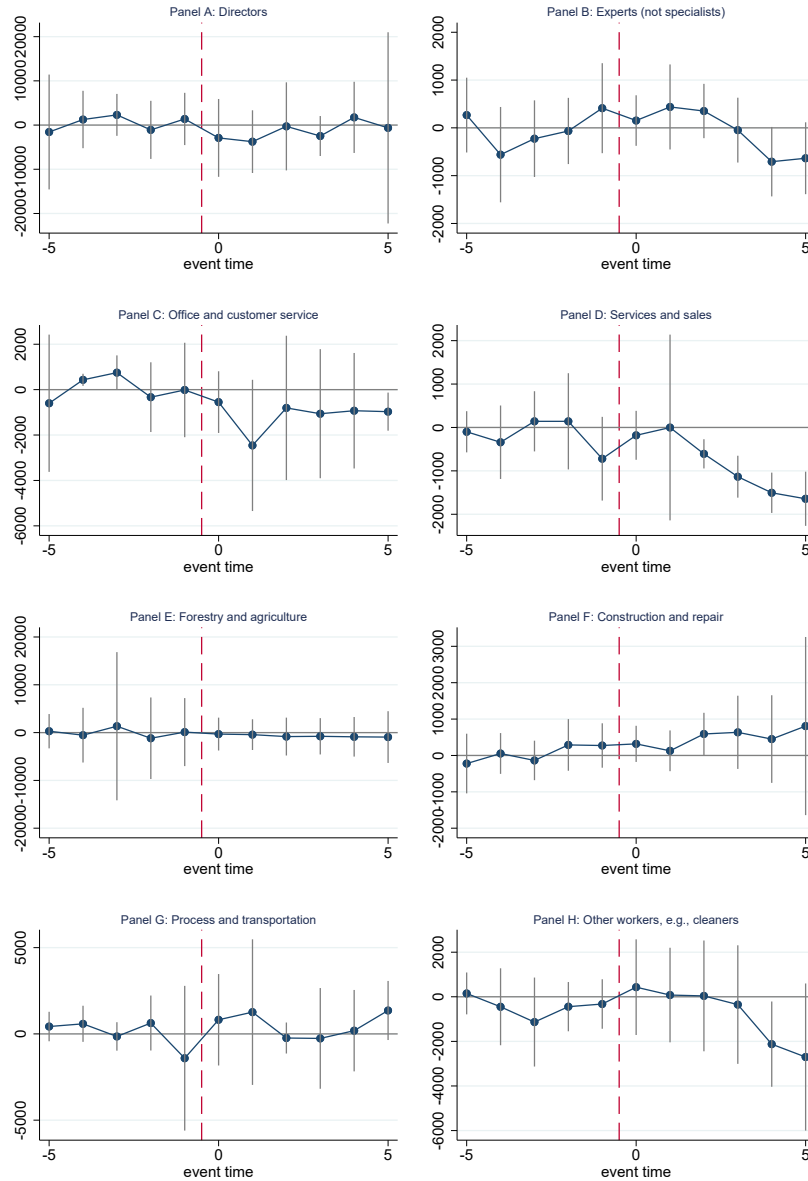 Panel A: Directors
20000
10000
0
-10000
-20000
-5 0 5
event time
Panel B: Experts (not specialists)
2000
1000
0
-1000
-2000
-5 0 5
event time
Panel C: Office and customer service
2000
0
-2000
-4000
-6000
-5 0 5
event time
Panel D: Services and sales
2000
1000
0
-1000
-2000
-5 0 5
event time
Panel E: Forestry and agriculture
20000
10000
0
-10000
-20000
-5 0 5
event time
Panel F: Construction and repair
3000
2000
1000
0
-1000
-2000
-5 0 5
event time
Panel G: Process and transportation
5000
0
-5000
-5 0 5
event time
Panel H: Other workers, e.g., cleaners
2000
0
-2000
-4000
-6000
-5 0 5
event time